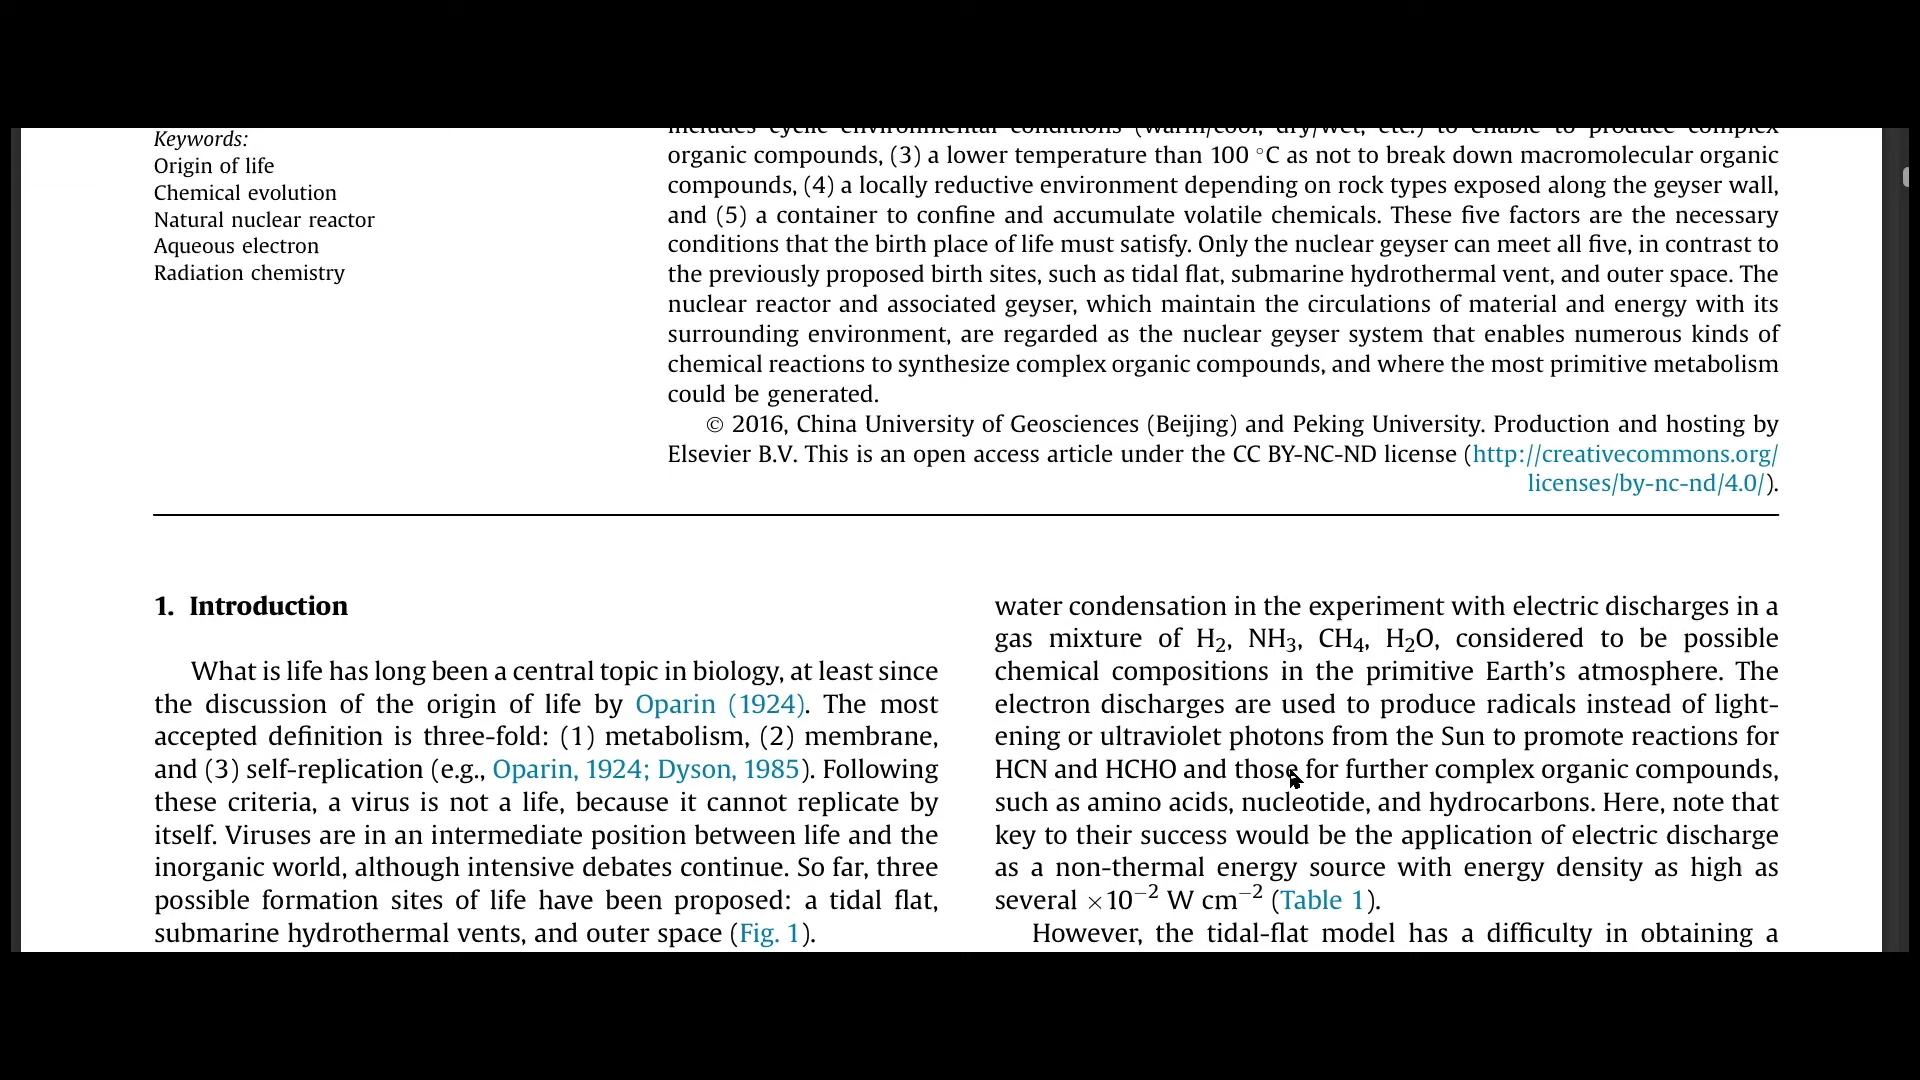 Keywords:
Origin of life
Chemical evolution
Natural nuclear reactor
Aqueous electron
Radiation chemistry
includes cyclic environmental conditions (warm/cool, dry/wet, etc.) to enable to produce complex
organic compounds, (3) a lower temperature than 100 °C as not to break down macromolecular organic
compounds, (4) a locally reductive environment depending on rock types exposed along the geyser wall,
and (5) a container to confine and accumulate volatile chemicals. These five factors are the necessary
conditions that the birth place of life must satisfy. Only the nuclear geyser can meet all five, in contrast to
the previously proposed birth sites, such as tidal flat, submarine hydrothermal vent, and outer space. The
nuclear reactor and associated geyser, which maintain the circulations of material and energy with its
surrounding environment, are regarded as the nuclear geyser system that enables numerous kinds of
chemical reactions to synthesize complex organic compounds, and where the most primitive metabolism
could be generated.
© 2016, China University of Geosciences (Beijing) and Peking University. Production and hosting by
Elsevier B.V. This is an open access article under the CC BY-NC-ND license (http://creativecommons.org/
licenses/by-nc-nd/4.0/).
1. Introduction
What is life has long been a central topic in biology, at least since
the discussion of the origin of life by Oparin (1924). The most
accepted definition is three-fold: (1) metabolism, (2) membrane,
and (3) self-replication (e.g., Oparin, 1924; Dyson, 1985). Following
these criteria, a virus is not a life, because it cannot replicate by
itself. Viruses are in an intermediate position between life and the
inorganic world, although intensive debates continue. So far, three
possible formation sites of life have been proposed: a tidal flat,
submarine hydrothermal vents, and outer space (Fig. 1).
water condensation in the experiment with electric discharges in a
gas mixture of H₂, NH₃, CH₄, H₂O, considered to be possible
chemical compositions in the primitive Earth's atmosphere. The
electron discharges are used to produce radicals instead of light-
ening or ultraviolet photons from the Sun to promote reactions for
HCN and HCHO and those for further complex organic compounds,
such as amino acids, nucleotide, and hydrocarbons. Here, note that
key to their success would be the application of electric discharge
as a non-thermal energy source with energy density as high as
several ×10⁻² W cm⁻² (Table 1).
However, the tidal-flat model has a difficulty in obtaining a